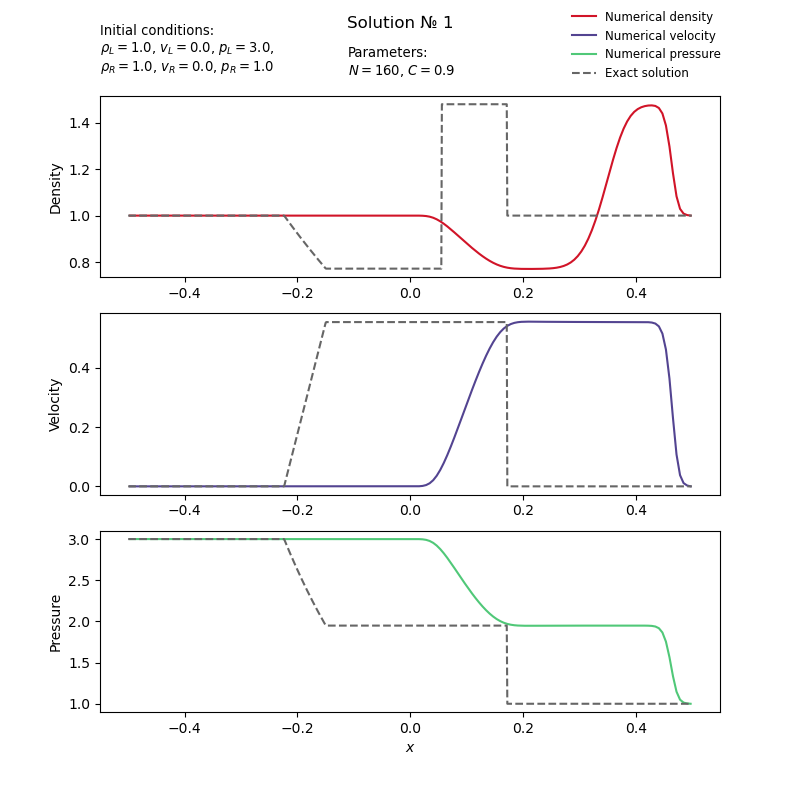 Solution № 1
Initial conditions:
ρL = 1.0, vL = 0.0, pL = 3.0,
ρR = 1.0, vR = 0.0, pR = 1.0
Parameters:
N = 160, C = 0.9
Numerical density
Numerical velocity
Numerical pressure
Exact solution
Density
1.4
1.2
1.0
0.8
−0.4 −0.2 0.0 0.2 0.4
Velocity
0.4
0.2
0.0
−0.4 −0.2 0.0 0.2 0.4
Pressure
3.0
2.5
2.0
1.5
1.0
−0.4 −0.2 0.0 0.2 0.4
x